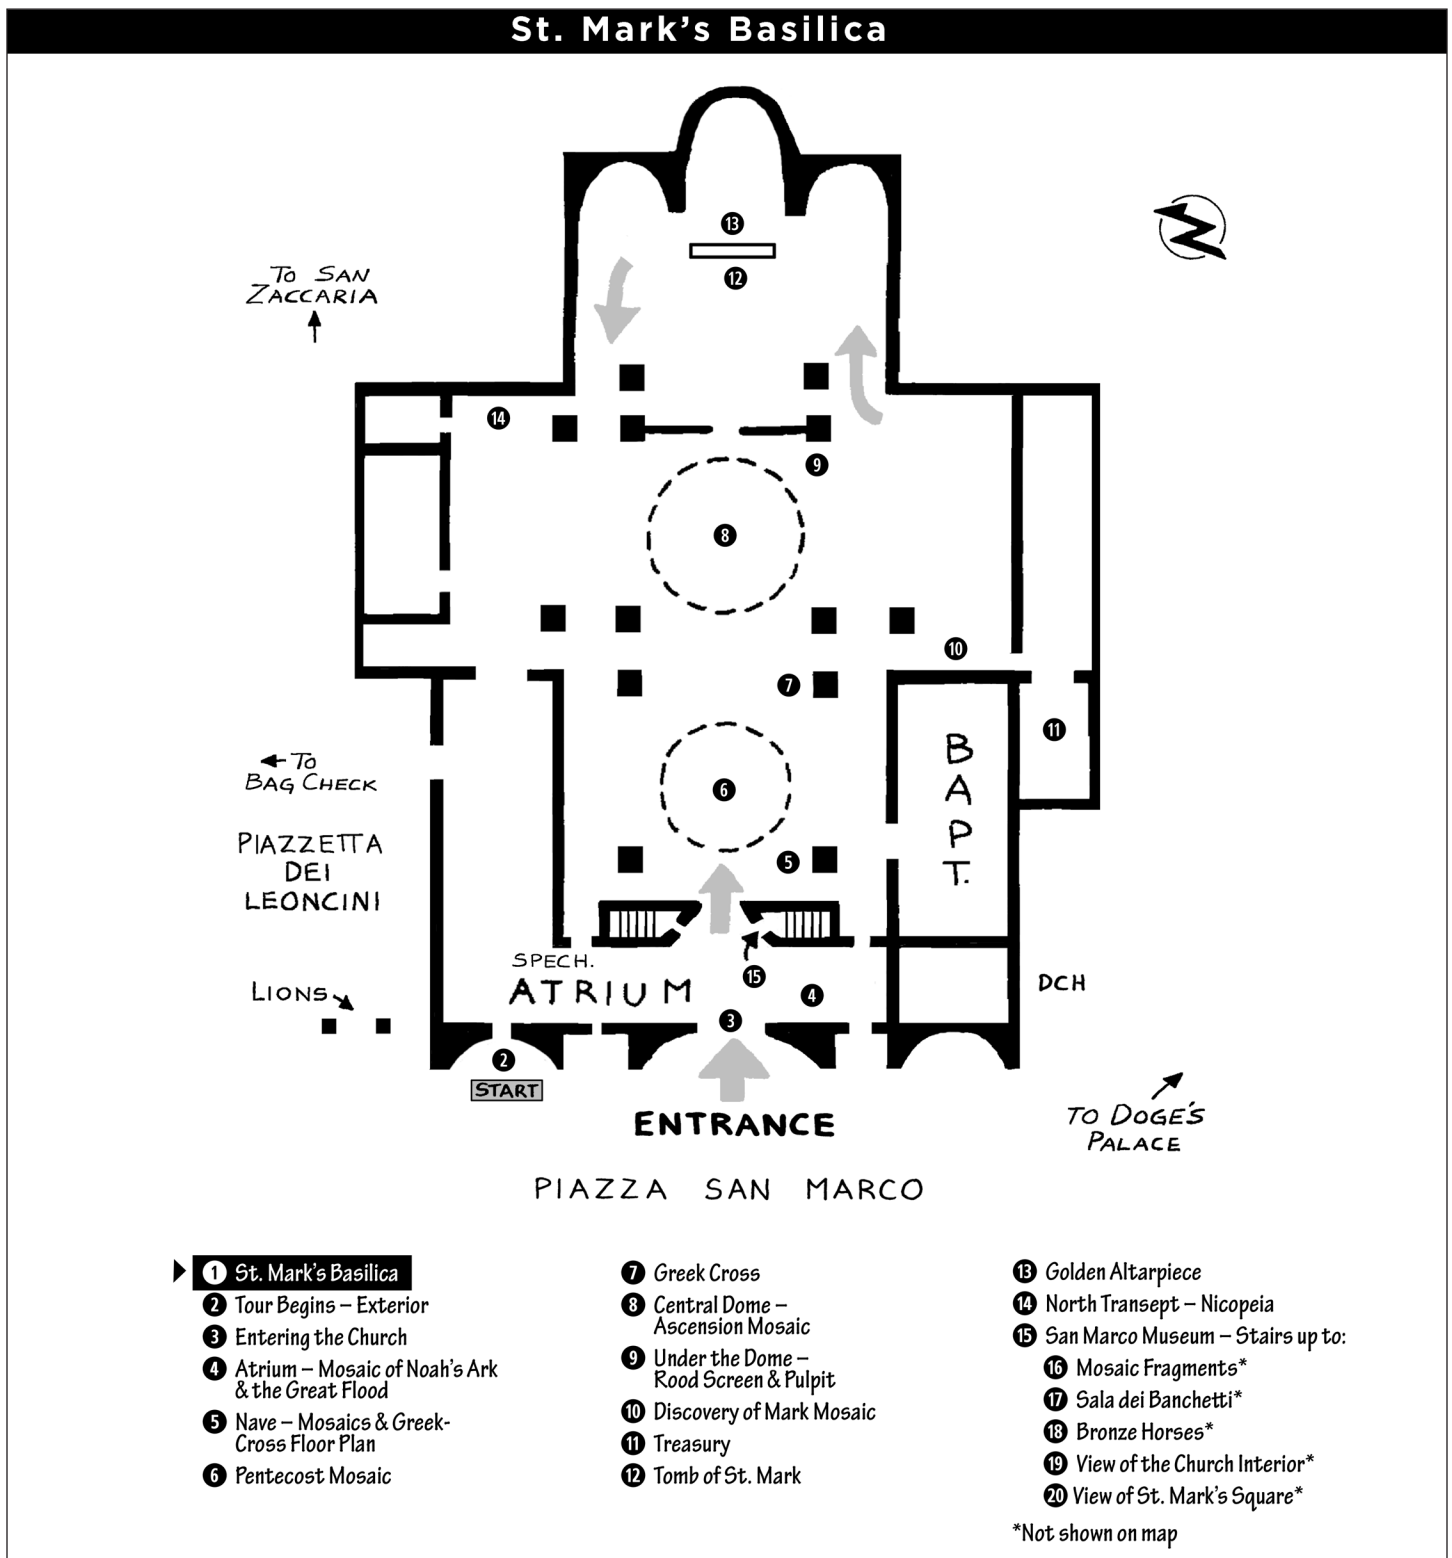 St. Mark's Basilica
13
12
TO SAN
ZACCARIA
14
9
8
10
7
11
BAPT.
6
← TO
BAG CHECK
PIAZZETTA
DEI
LEONCINI
5
SPECH.
ATRIUM
15
4
DCH
LIONS
3
2
START
ENTRANCE
TO DOGE'S
PALACE
PIAZZA SAN MARCO
1 St. Mark's Basilica
2 Tour Begins – Exterior
3 Entering the Church
4 Atrium – Mosaic of Noah's Ark
& the Great Flood
5 Nave – Mosaics & Greek-
Cross Floor Plan
6 Pentecost Mosaic
7 Greek Cross
8 Central Dome –
Ascension Mosaic
9 Under the Dome –
Rood Screen & Pulpit
10 Discovery of Mark Mosaic
11 Treasury
12 Tomb of St. Mark
13 Golden Altarpiece
14 North Transept – Nicopeia
15 San Marco Museum – Stairs up to:
16 Mosaic Fragments*
17 Sala dei Banchetti*
18 Bronze Horses*
19 View of the Church Interior*
20 View of St. Mark's Square*
*Not shown on map